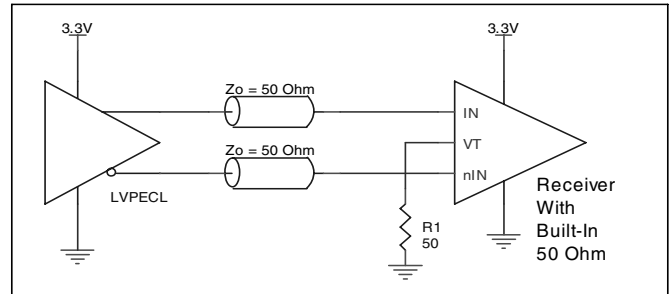 3.3V
3.3V
Zo = 50 Ohm
IN
VT
Zo = 50 Ohm
nIN
LVPECL
R1
50
Receiver
With
Built-In
50 Ohm